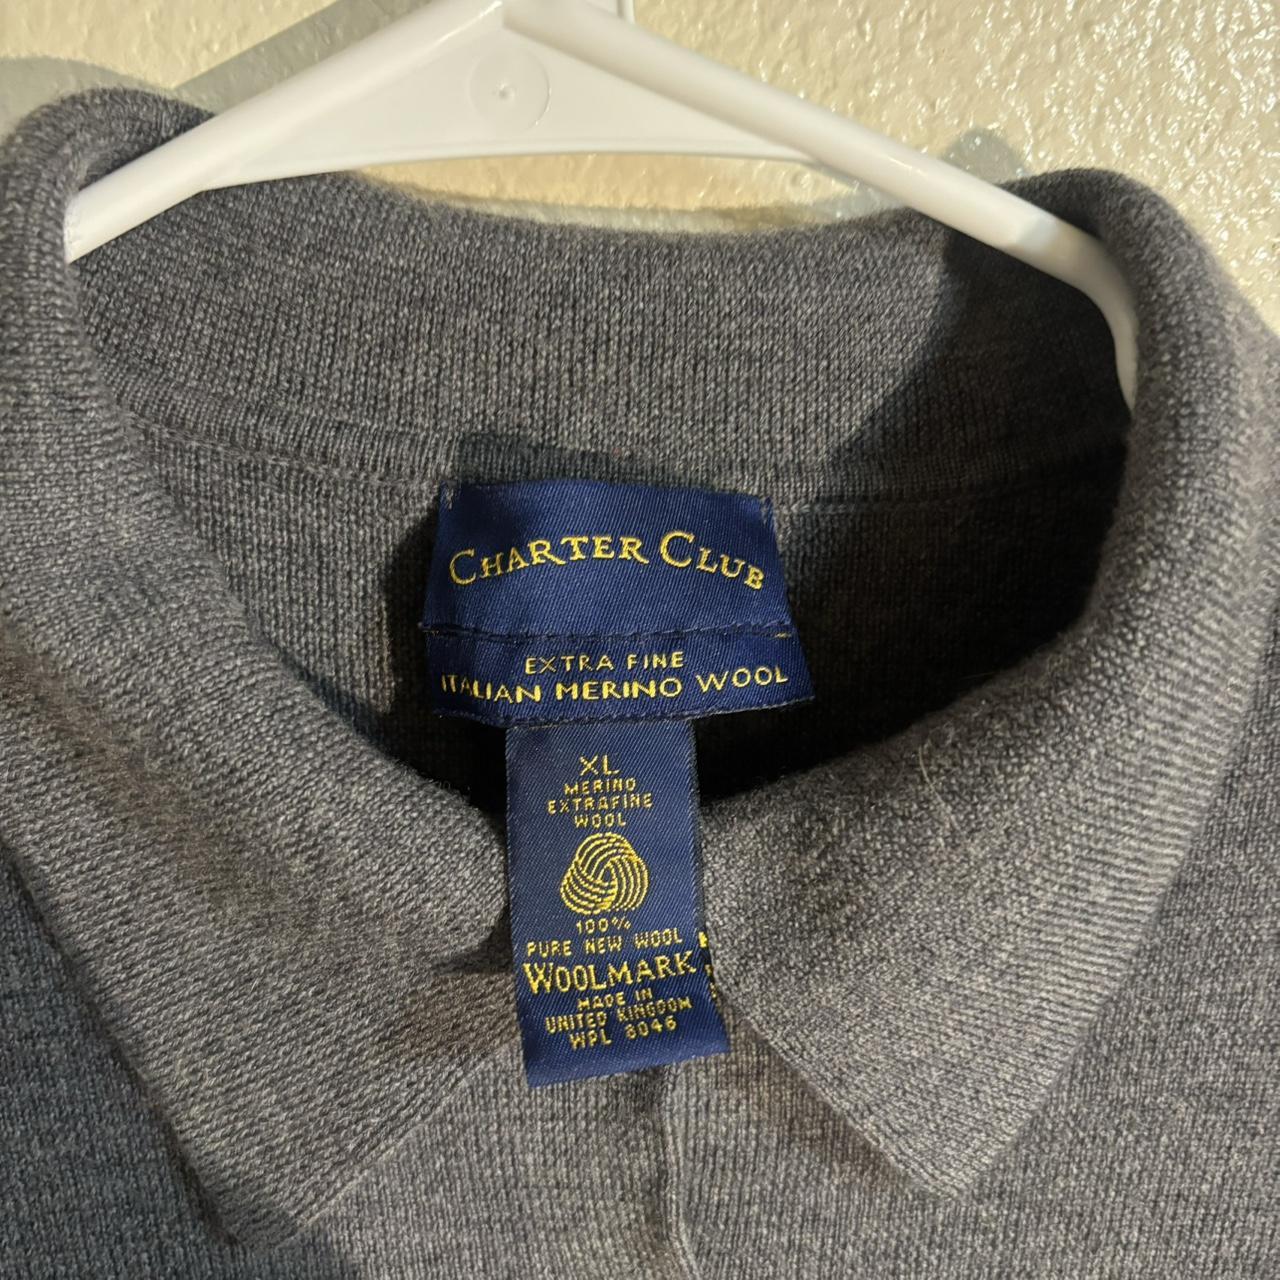 CHARTER CLUB
EXTRA FINE
ITALIAN MERINO WOOL
XL
MERINO
EXTRAFINE
WOOL
100%
PURE NEW WOOL
WOOLMARK
MADE IN
UNITED KINGDOM
WPL 8046